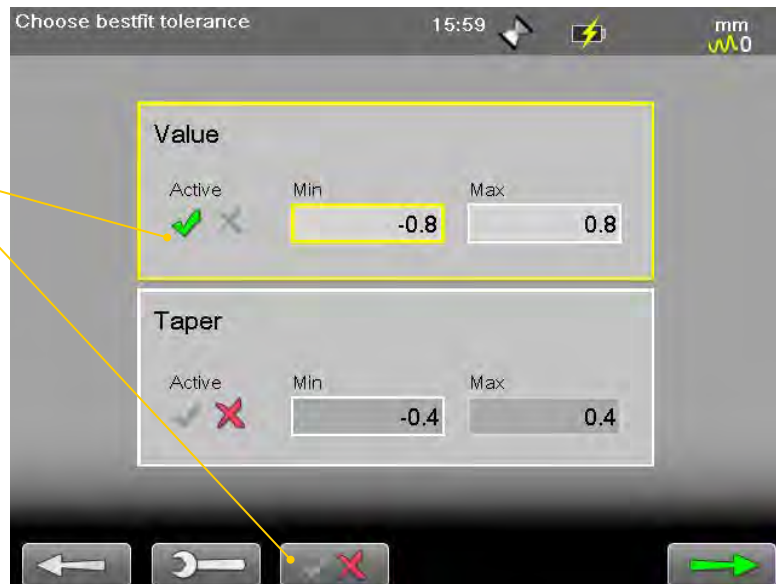 Choose bestfit tolerance 15:59 mm
0
Value
Active Min Max
-0.8 0.8
Taper
Active Min Max
-0.4 0.4